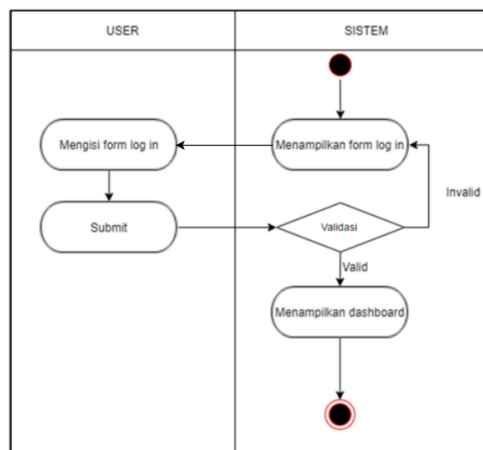 USER
SISTEM
Mengisi form log in
Menampilkan form log in
Invalid
Submit
Validasi
Valid
Menampilkan dashboard